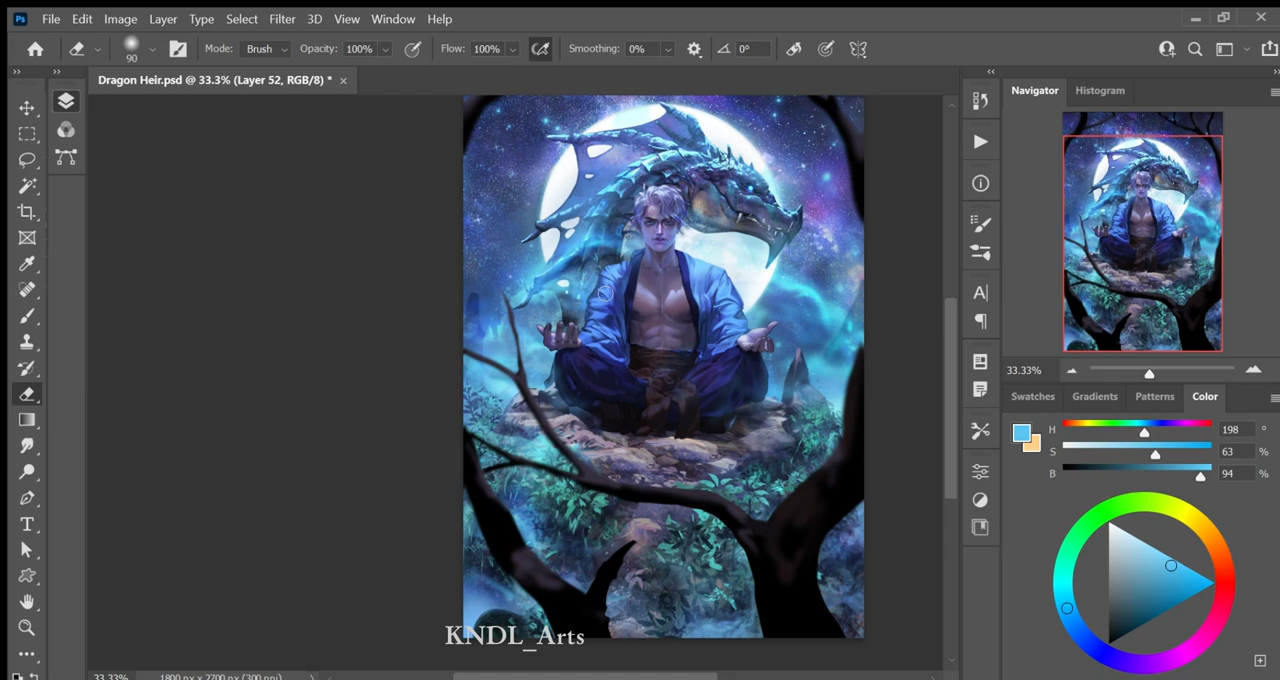 Ps File Edit Image Layer Type Select Filter 3D View Window Help
90 Mode: Brush Opacity: 100% Flow: 100% Smoothing: 0% 0°
Dragon Heir.psd @ 33.3% (Layer 52, RGB/8) * ×
Navigator Histogram
33.33%
Swatches Gradients Patterns Color
H 198 °
S 63 %
B 94 %
KNDL_Arts
33.33% 1800 px x 2700 px (300 ppi)